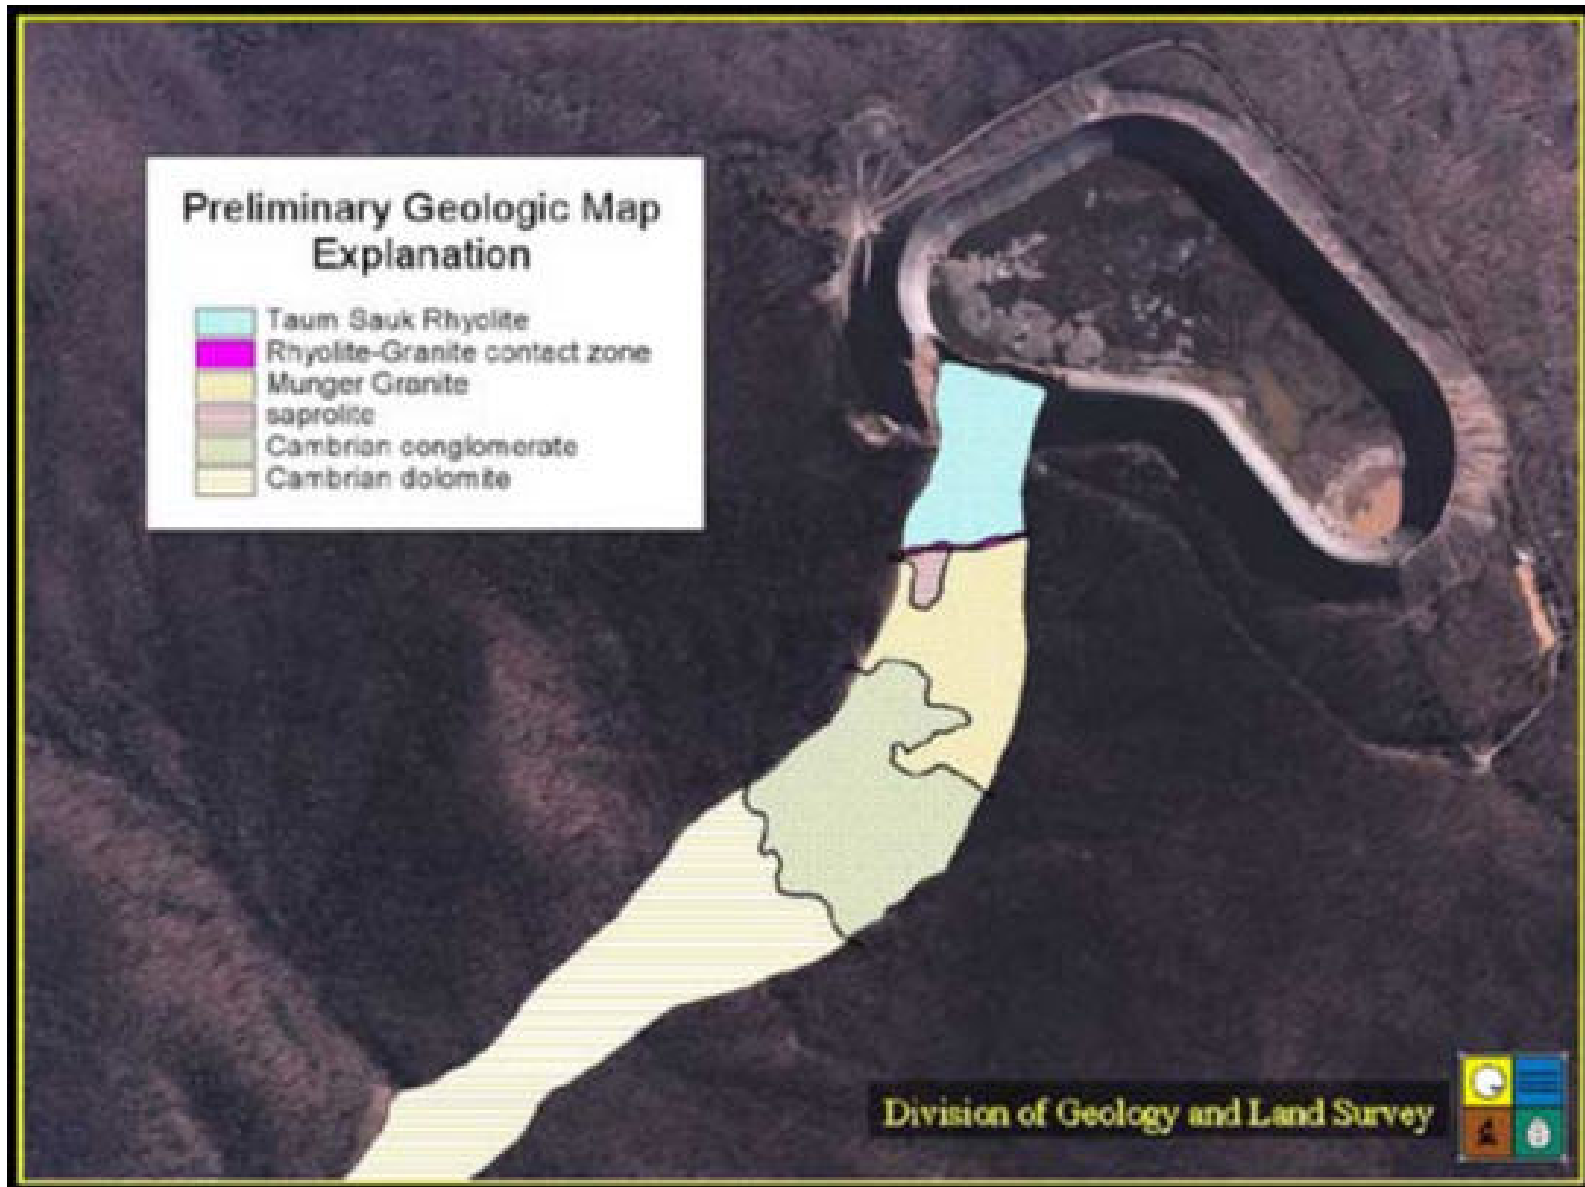 Preliminary Geologic Map
Explanation
Taum Sauk Rhyolite
Rhyolite-Granite contact zone
Munger Granite
saprolite
Cambrian conglomerate
Cambrian dolomite
Division of Geology and Land Survey